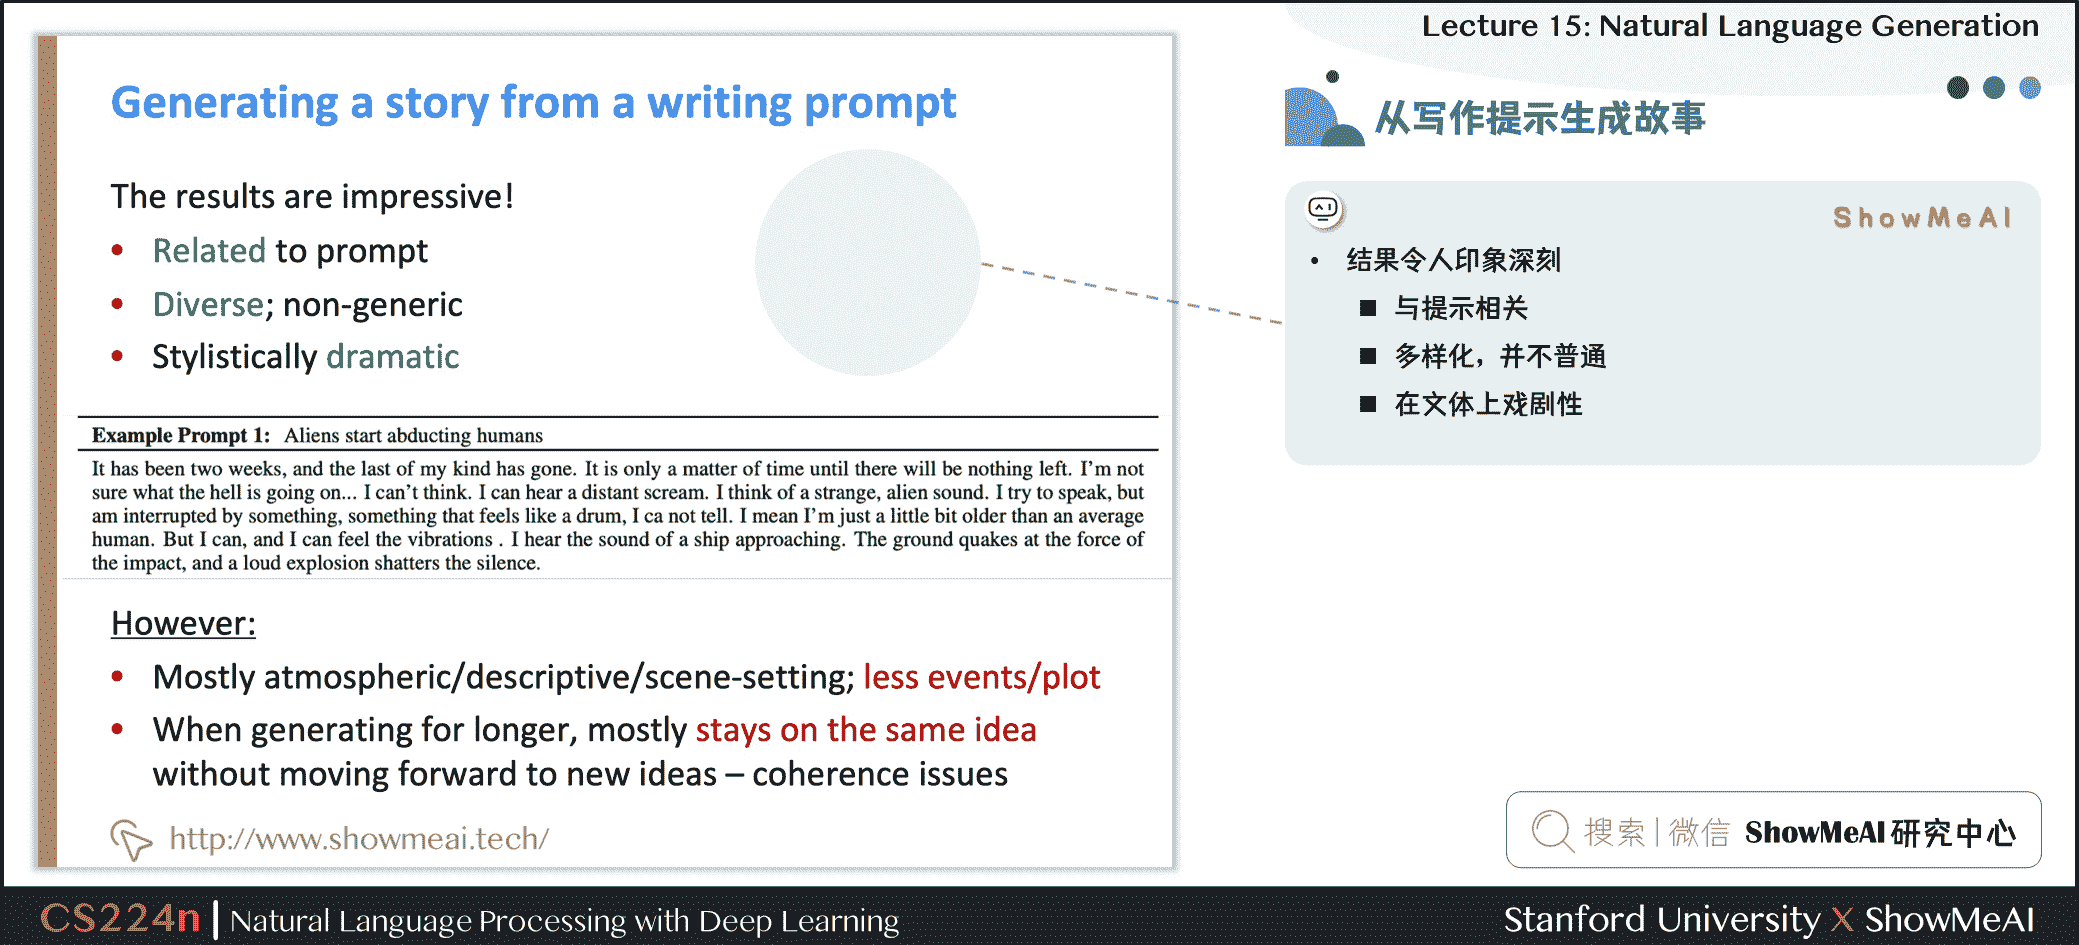 Lecture 15: Natural Language Generation
Generating a story from a writing prompt
The results are impressive!
• Related to prompt
• Diverse; non-generic
• Stylistically dramatic
Example Prompt 1: Aliens start abducting humans
It has been two weeks, and the last of my kind has gone. It is only a matter of time until there will be nothing left. I'm not
sure what the hell is going on... I can't think. I can hear a distant scream. I think of a strange, alien sound. I try to speak, but
am interrupted by something, something that feels like a drum, I ca not tell. I mean I'm just a little bit older than an average
human. But I can, and I can feel the vibrations . I hear the sound of a ship approaching. The ground quakes at the force of
the impact, and a loud explosion shatters the silence.
However:
• Mostly atmospheric/descriptive/scene-setting; less events/plot
• When generating for longer, mostly stays on the same idea
without moving forward to new ideas – coherence issues
http://www.showmeai.tech/
从写作提示生成故事
ShowMeAI
• 结果令人印象深刻
■ 与提示相关
■ 多样化，并不普通
■ 在文体上戏剧性
搜索|微信 ShowMeAI 研究中心
CS224n | Natural Language Processing with Deep Learning
Stanford University X ShowMeAI